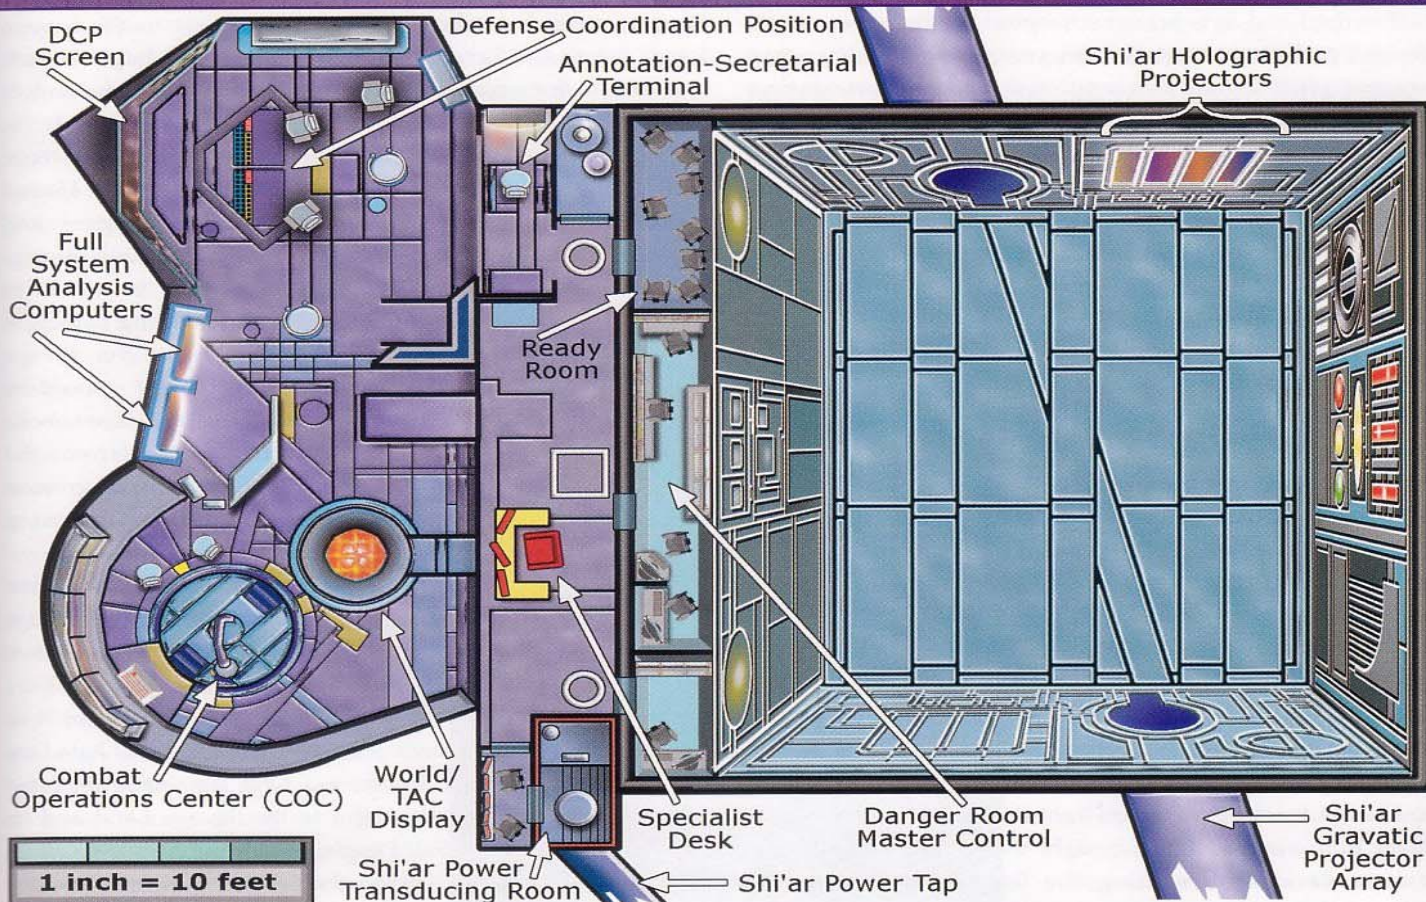 DCP
Screen
Defense Coordination Position
Annotation-Secretarial
Terminal
Shi'ar Holographic
Projectors
Full
System
Analysis
Computers
Ready
Room
Combat
Operations Center (COC)
World/
TAC
Display
Specialist
Desk
Danger Room
Master Control
Shi'ar
Gravatic
Projector
Array
Shi'ar Power
Transducing Room
Shi'ar Power Tap
1 inch = 10 feet